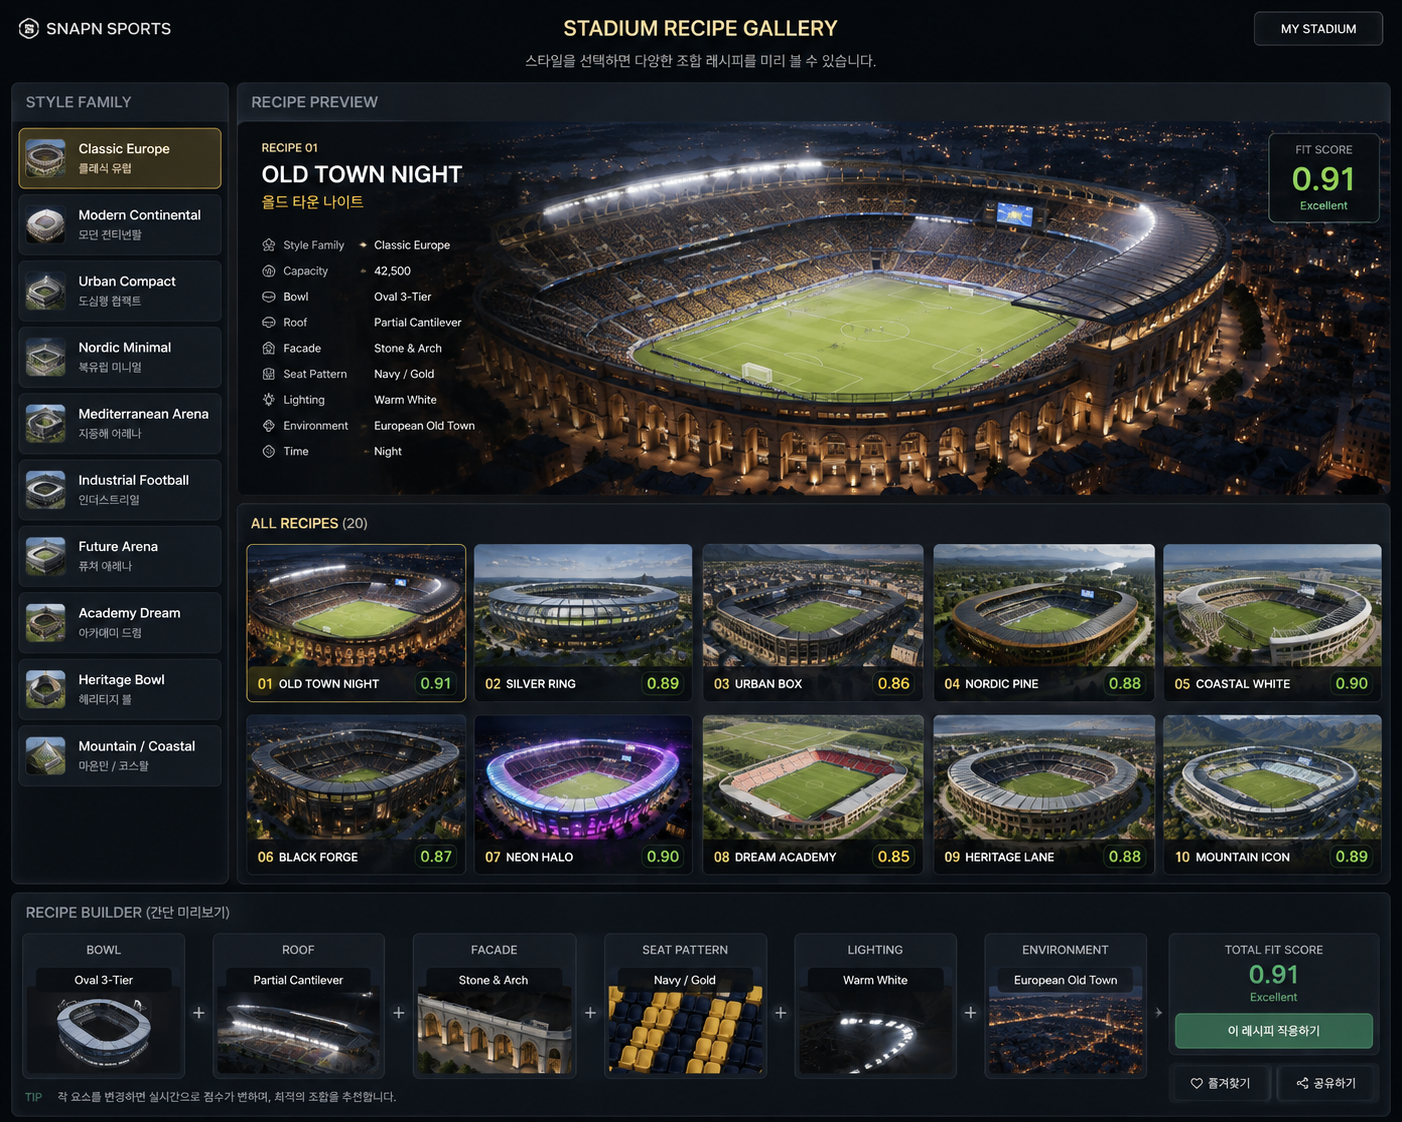 SNAPN SPORTS
STADIUM RECIPE GALLERY
MY STADIUM
스타일을 선택하면 다양한 조합 래시피를 미리 볼 수 있습니다.
STYLE FAMILY
Classic Europe
클래식 유럽
Modern Continental
모던
Urban Compact
도심형 컴팩트
Nordic Minimal
북유럽 미니멀
Mediterranean Arena
지중해 아레나
Industrial Football
인더스트리얼
Future Arena
퓨처 아레나
Academy Dream
아카데미 드림
Heritage Bowl
헤리티지 볼
Mountain / Coastal
마운틴 / 코스탈
RECIPE PREVIEW
RECIPE 01
OLD TOWN NIGHT
올드 타운 나이트
Style Family Classic Europe
Capacity 42,500
Bowl Oval 3-Tier
Roof Partial Cantilever
Facade Stone & Arch
Seat Pattern Navy / Gold
Lighting Warm White
Environment European Old Town
Time Night
FIT SCORE
0.91
Excellent
ALL RECIPES (20)
01 OLD TOWN NIGHT 0.91
02 SILVER RING 0.89
03 URBAN BOX 0.86
04 NORDIC PINE 0.88
05 COASTAL WHITE 0.90
06 BLACK FORGE 0.87
07 NEON HALO 0.90
08 DREAM ACADEMY 0.85
09 HERITAGE LANE 0.88
10 MOUNTAIN ICON 0.89
RECIPE BUILDER (간단 미리보기)
BOWL
Oval 3-Tier
+
ROOF
Partial Cantilever
+
FACADE
Stone & Arch
+
SEAT PATTERN
Navy / Gold
+
LIGHTING
Warm White
+
ENVIRONMENT
European Old Town
TOTAL FIT SCORE
0.91
Excellent
이 래시피 적용하기
즐겨찾기
공유하기
TIP 각 요소를 변경하면 실시간으로 점수가 변하며, 최적의 조합을 추천합니다.